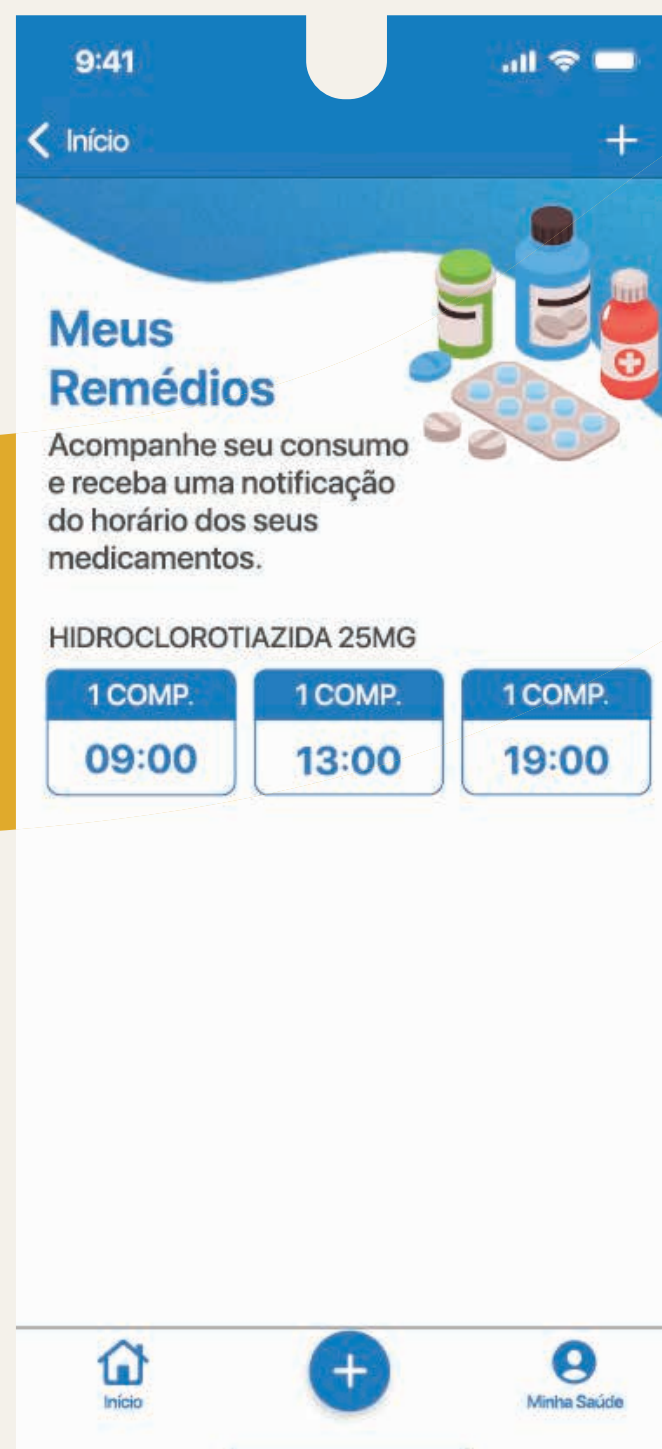 9:41
Início
Meus
Remédios
Acompanhe seu consumo
e receba uma notificação
do horário dos seus
medicamentos.
HIDROCLOROTIAZIDA 25MG
1 COMP. 1 COMP. 1 COMP.
09:00 13:00 19:00
Início Minha Saúde